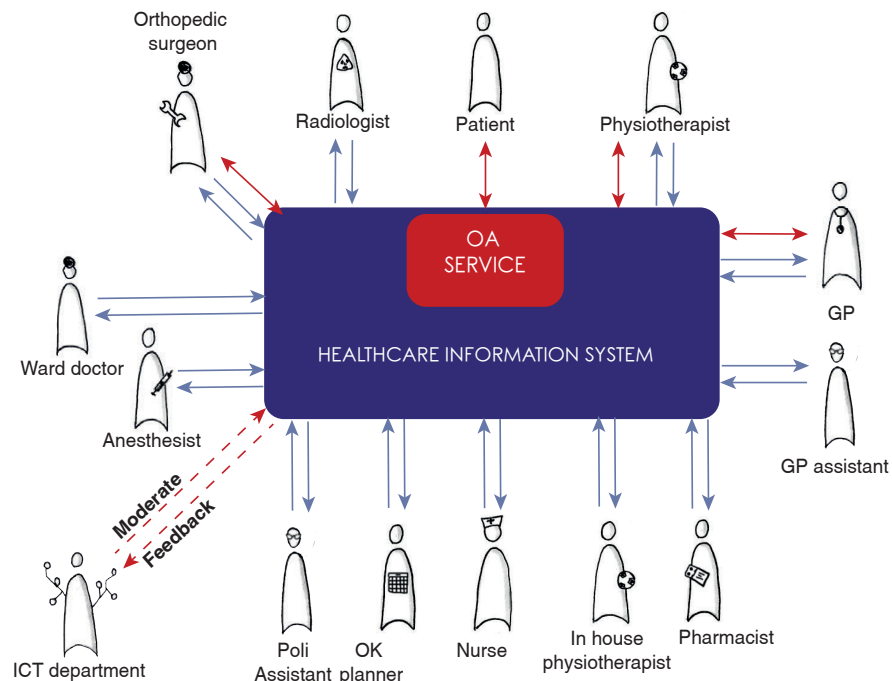 Orthopedic
surgeon
Radiologist
Patient
Physiotherapist
OA
SERVICE
GP
HEALTHCARE INFORMATION SYSTEM
Ward doctor
Anesthesist
GP assistant
Moderate
Feedback
ICT department
Poli
Assistant
OK
planner
Nurse
In house
physiotherapist
Pharmacist